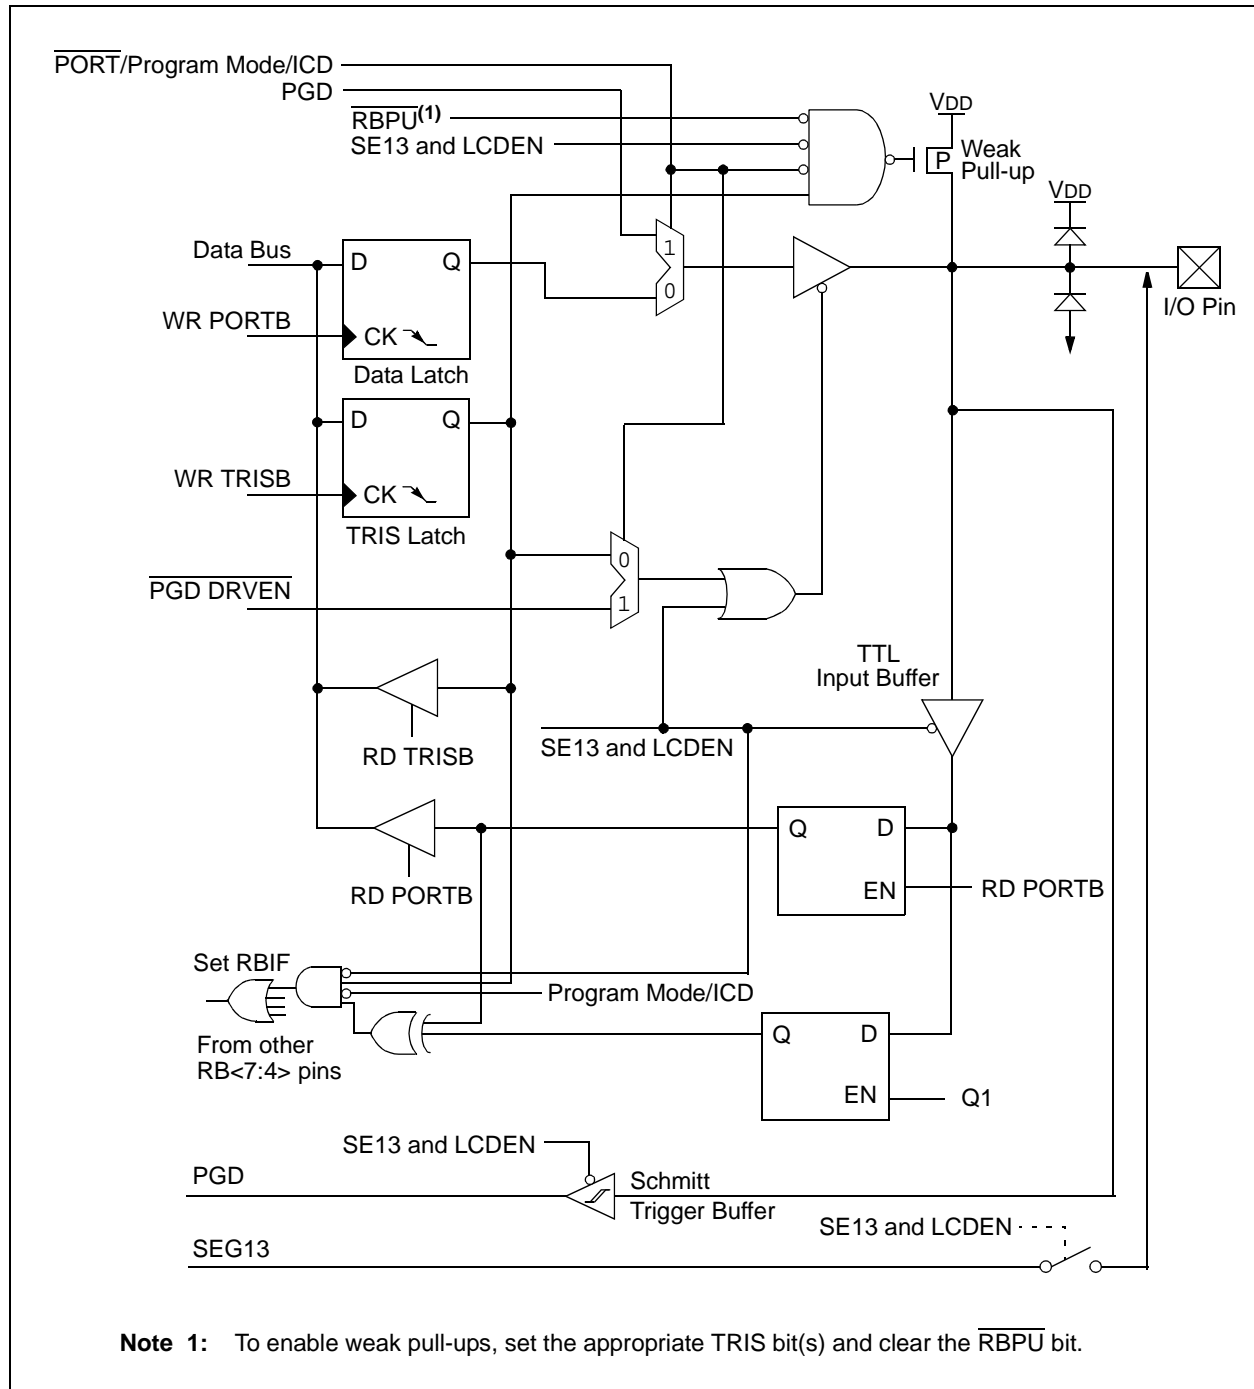 PORT/Program Mode/ICD
PGD
RBPU(1)
SE13 and LCDEN
VDD
P
Weak
Pull-up
VDD
I/O Pin
1
0
Data Bus
D Q
WR PORTB
CK
Data Latch
D Q
WR TRISB
CK
TRIS Latch
0
1
PGD DRVEN
TTL
Input Buffer
RD TRISB
SE13 and LCDEN
Q D
EN
RD PORTB
RD PORTB
Set RBIF
Program Mode/ICD
From other
RB<7:4> pins
Q D
EN
Q1
SE13 and LCDEN
PGD
Schmitt
Trigger Buffer
SE13 and LCDEN
SEG13
Note 1: To enable weak pull-ups, set the appropriate TRIS bit(s) and clear the RBPU bit.